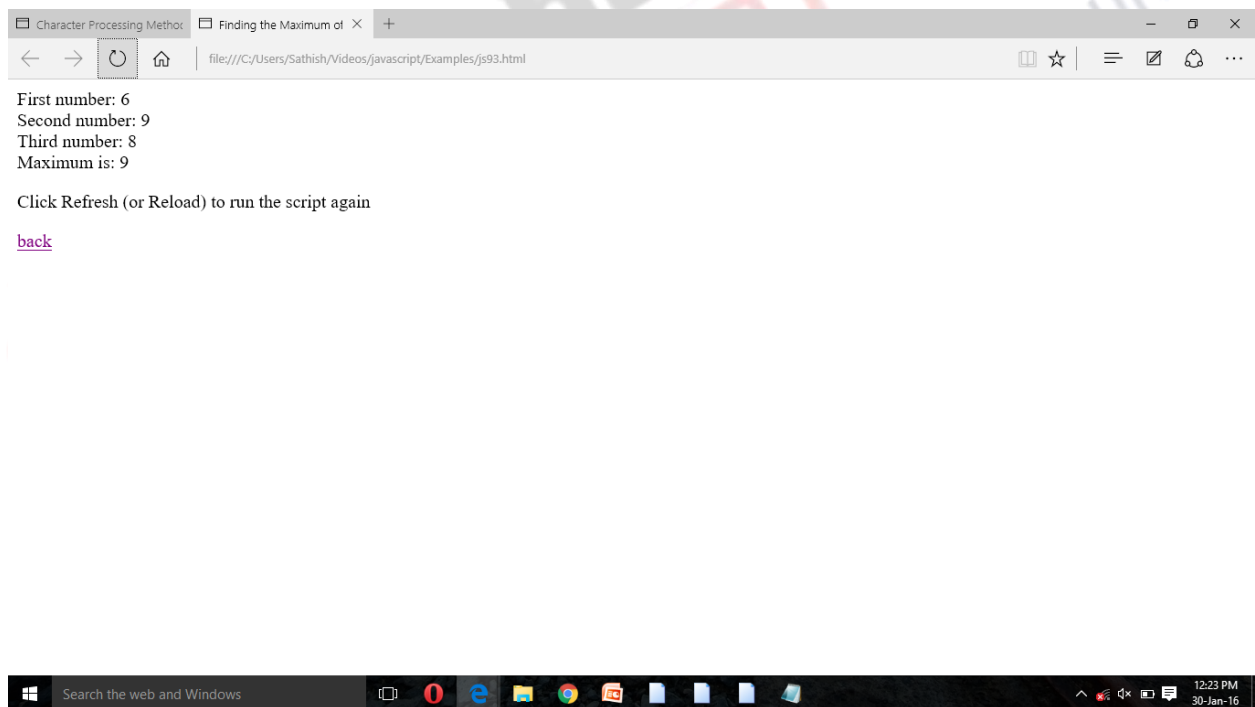 Character Processing Method
Finding the Maximum of
file:///C:/Users/Sathish/Videos/javascript/Examples/js93.html
First number: 6
Second number: 9
Third number: 8
Maximum is: 9
Click Refresh (or Reload) to run the script again
back
Search the web and Windows
12:23 PM
30-Jan-16